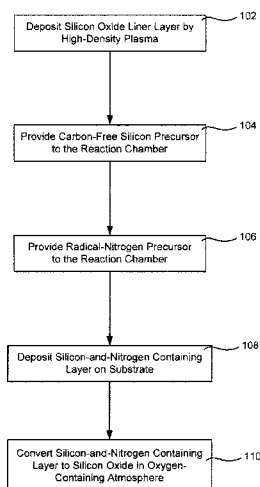 Deposit Silicon Oxide Liner Layer by
High-Density Plasma
102
Provide Carbon-Free Silicon Precursor
to the Reaction Chamber
104
Provide Radical-Nitrogen Precursor
to the Reaction Chamber
106
Deposit Silicon-and-Nitrogen Containing
Layer on Substrate
108
Convert Silicon-and-Nitrogen Containing
Layer to Silicon Oxide in Oxygen-
Containing Atmosphere
110